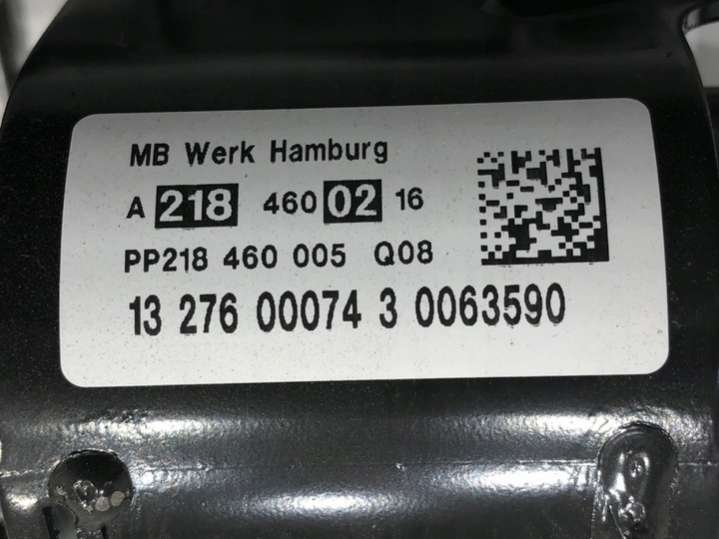 MB Werk Hamburg
A 218 460 02 16
PP218 460 005 Q08
13 276 00074 3 0063590